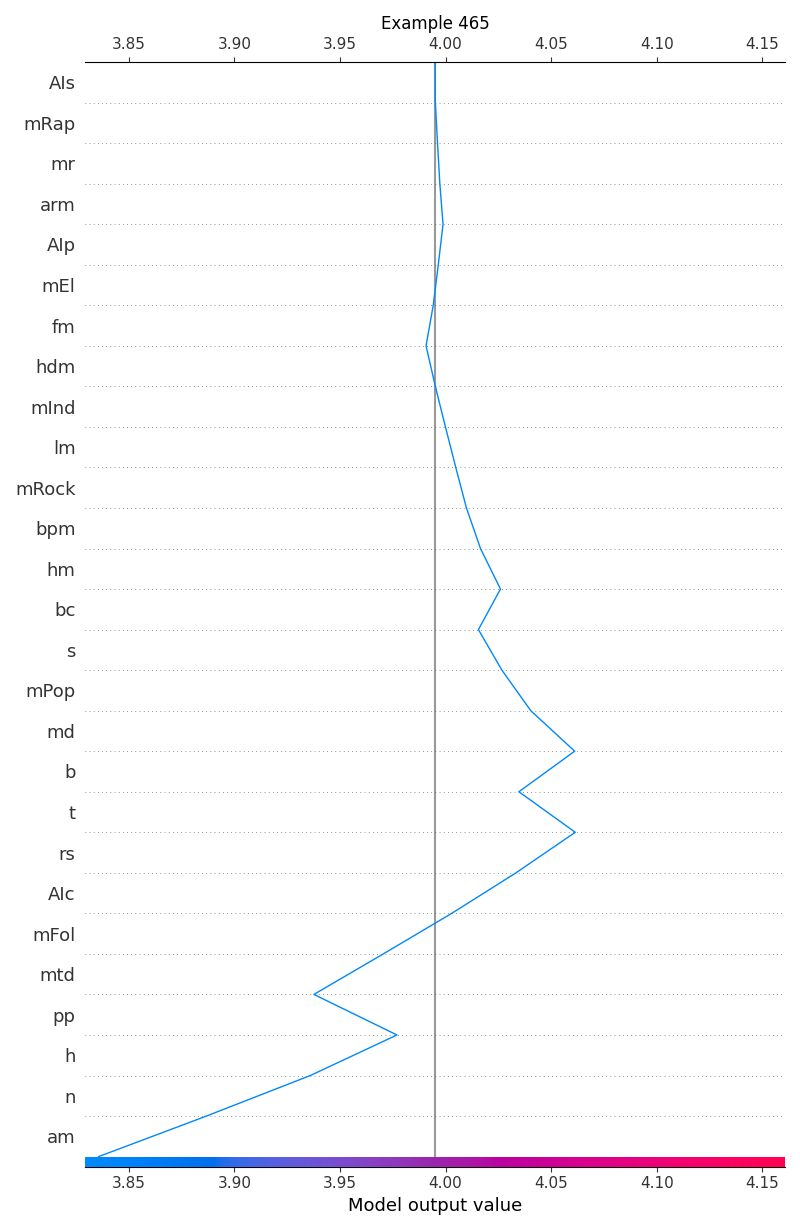 Example 465
3.85 3.90 3.95 4.00 4.05 4.10 4.15
AIs
mRap
mr
arm
AIp
mEl
fm
hdm
mInd
lm
mRock
bpm
hm
bc
s
mPop
md
b
t
rs
AIc
mFol
mtd
pp
h
n
am
3.85 3.90 3.95 4.00 4.05 4.10 4.15
Model output value